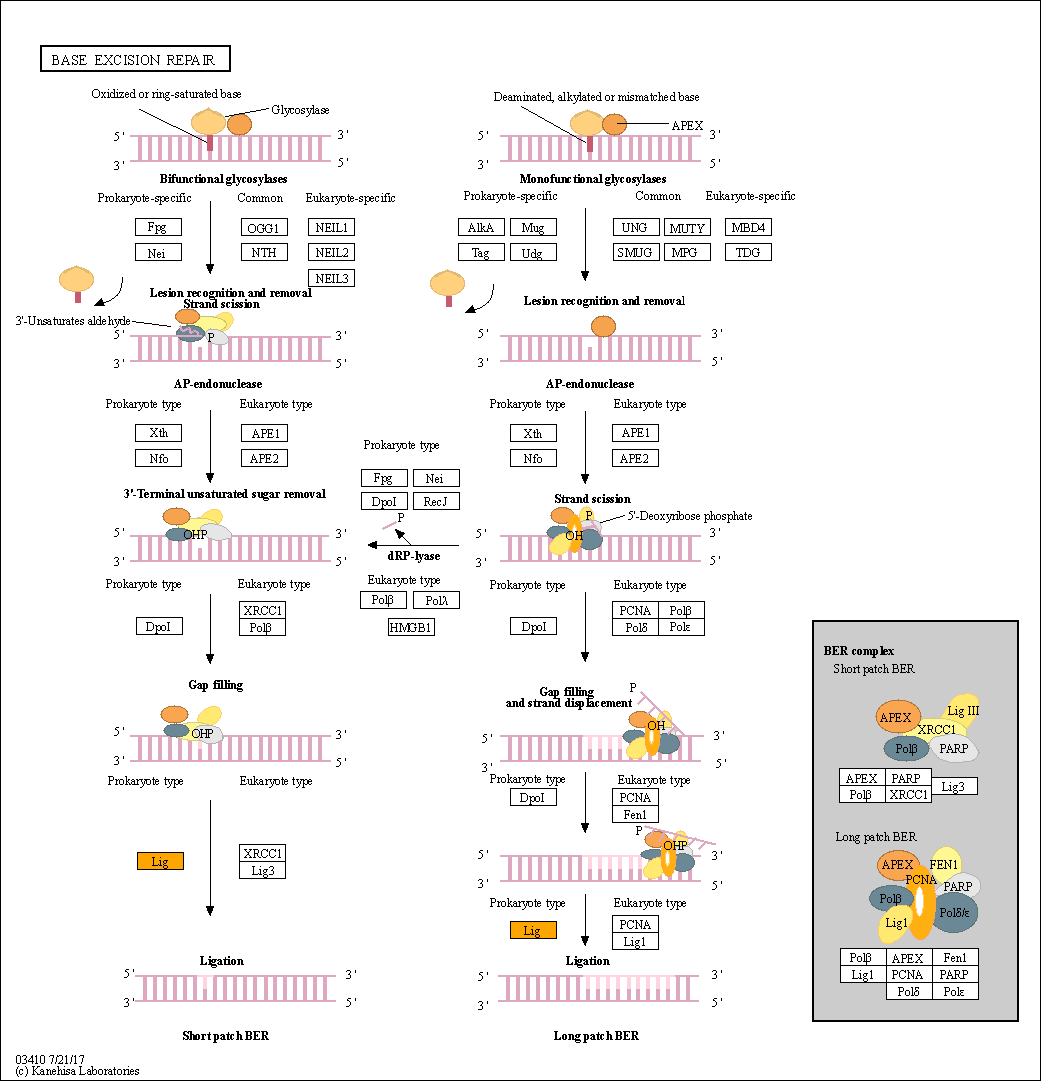 BASE EXCISION REPAIR
Oxidized or ring-saturated base
Glycosylase
5'
3'
3'
5'
Bifunctional glycosylases
Prokaryote-specific
Common
Eukaryote-specific
Fpg
OGG1
NEIL1
Nei
NTH
NEIL2
NEIL3
Lesion recognition and removal
Strand scission
3'-Unsaturates aldehyde
P
5'
3'
3'
5'
AP-endonuclease
Prokaryote type
Eukaryote type
Xth
APE1
Nfo
APE2
3'-Terminal unsaturated sugar removal
OHP
5'
3'
3'
5'
Prokaryote type
Eukaryote type
XRCC1
DpoI
Polβ
Gap filling
OHP
5'
3'
3'
5'
Prokaryote type
Eukaryote type
Lig
XRCC1
Lig3
Ligation
5'
3'
3'
5'
Short patch BER
Prokaryote type
Fpg
Nei
DpoI
RecJ
P
dRP-lyase
Eukaryote type
Polβ
Polλ
HMGB1
Deaminated, alkylated or mismatched base
APEX
5'
3'
3'
5'
Monofunctional glycosylases
Prokaryote-specific
Common
Eukaryote-specific
AlkA
Mug
UNG
MUTY
MBD4
Tag
Udg
SMUG
MPG
TDG
Lesion recognition and removal
5'
3'
3'
5'
AP-endonuclease
Prokaryote type
Eukaryote type
Xth
APE1
Nfo
APE2
Strand scission
P
5'-Deoxyribose phosphate
OH
5'
3'
3'
5'
Prokaryote type
Eukaryote type
PCNA
Polβ
DpoI
Polδ
Polε
Gap filling
and strand displacement
P
OH
5'
3'
3'
5'
Prokaryote type
Eukaryote type
DpoI
PCNA
Fen1
P
OHP
5'
3'
3'
5'
Prokaryote type
Eukaryote type
Lig
PCNA
Lig1
Ligation
5'
3'
3'
5'
Long patch BER
BER complex
Short patch BER
APEX
Lig III
XRCC1
Polβ
PARP
APEX
PARP
Lig3
Polβ
XRCC1
Long patch BER
APEX
FEN1
PCNA
PARP
Polβ
Polδ/ε
Lig1
Polβ
APEX
Fen1
Lig1
PCNA
PARP
Polδ
Polε
03410 7/21/17
(c) Kanehisa Laboratories